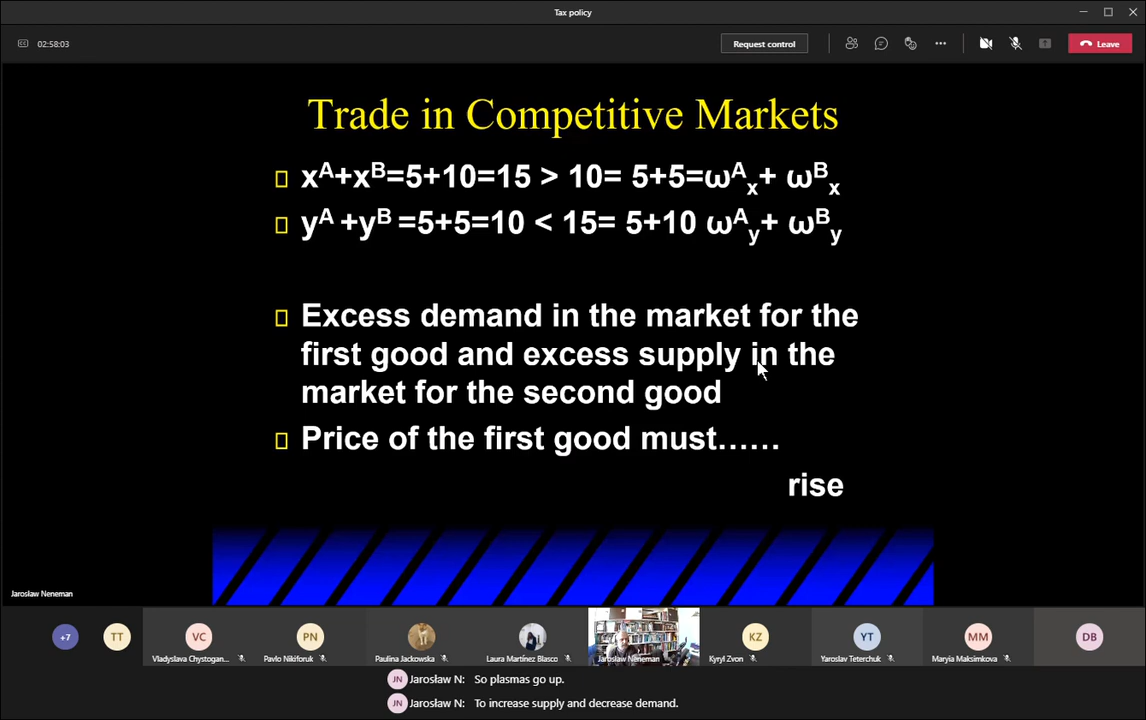 Tax policy
02:58:03
Request control
Leave
Trade in Competitive Markets
xᴬ+xᴮ=5+10=15 > 10= 5+5=ωᴬₓ+ ωᴮₓ
yᴬ +yᴮ =5+5=10 < 15= 5+10 ωᴬy+ ωᴮy
Excess demand in the market for the
first good and excess supply in the
market for the second good
Price of the first good must……
rise
Jarosław Neneman
+7 TT VC PN KZ YT MM DB
Vladyslava Chystogan... Pavlo Nikiforuk Paulina Jackowska Laura Martínez Blasco Jarosław Neneman Kyryl Zvon Yaroslav Teterchuk Maryia Maksimkova
JN Jarosław N: So plasmas go up.
JN Jarosław N: To increase supply and decrease demand.